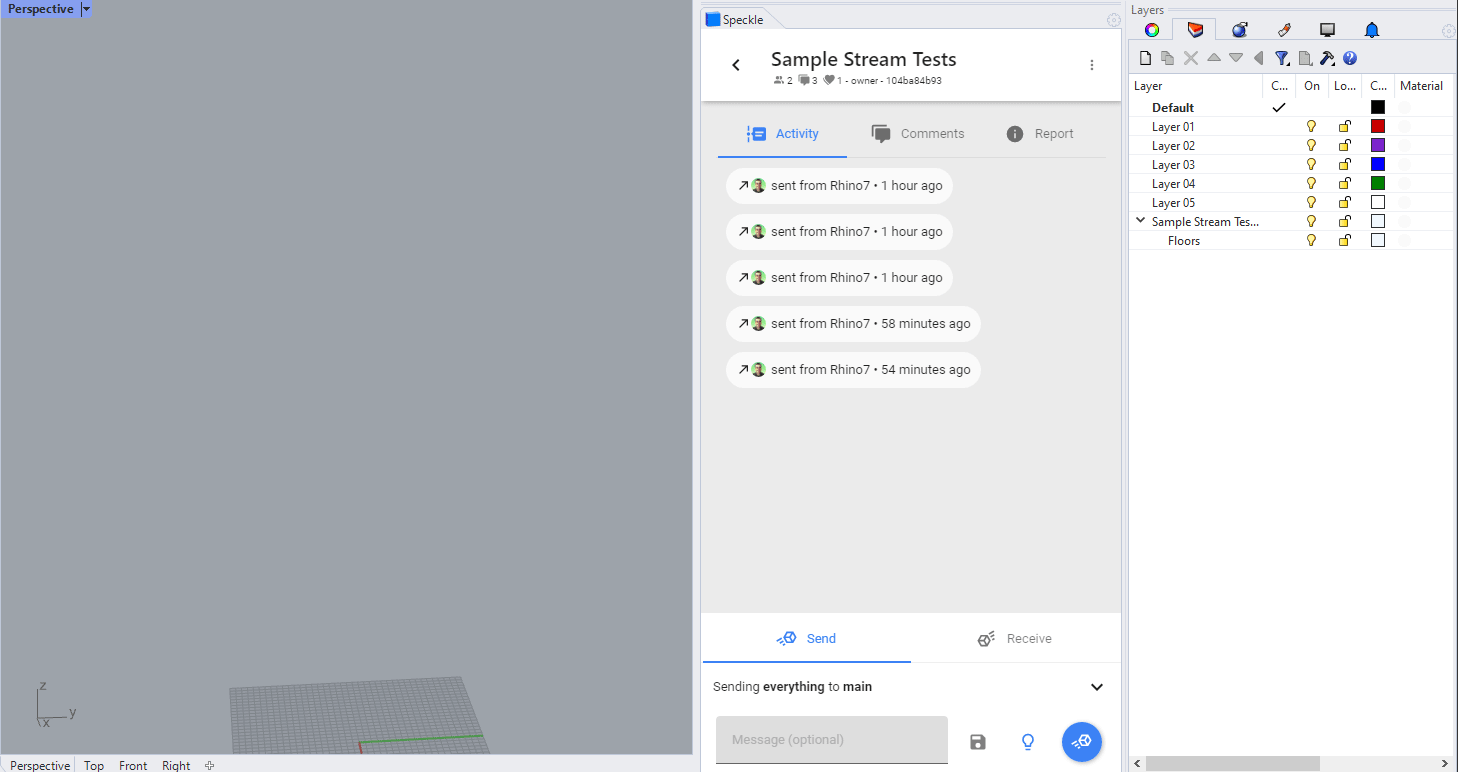 Perspective
z
y
x
Perspective Top Front Right
Speckle
Sample Stream Tests
2 3 1 - owner - 104ba84b93
Activity Comments Report
sent from Rhino7 • 1 hour ago
sent from Rhino7 • 1 hour ago
sent from Rhino7 • 1 hour ago
sent from Rhino7 • 58 minutes ago
sent from Rhino7 • 54 minutes ago
Send Receive
Sending everything to main
Message (optional)
Layers
Layer C... On Lo... C... Material
Default
Layer 01
Layer 02
Layer 03
Layer 04
Layer 05
Sample Stream Tes...
Floors